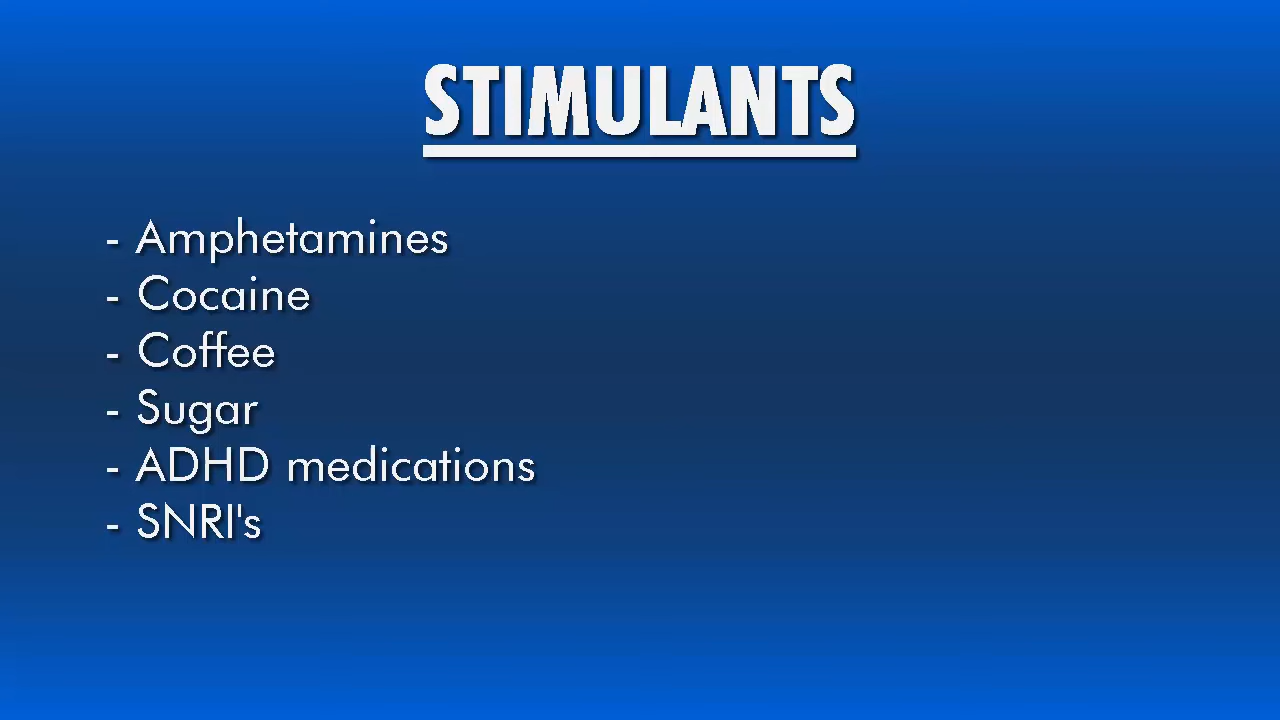 STIMULANTS
- Amphetamines
- Cocaine
- Coffee
- Sugar
- ADHD medications
- SNRI's